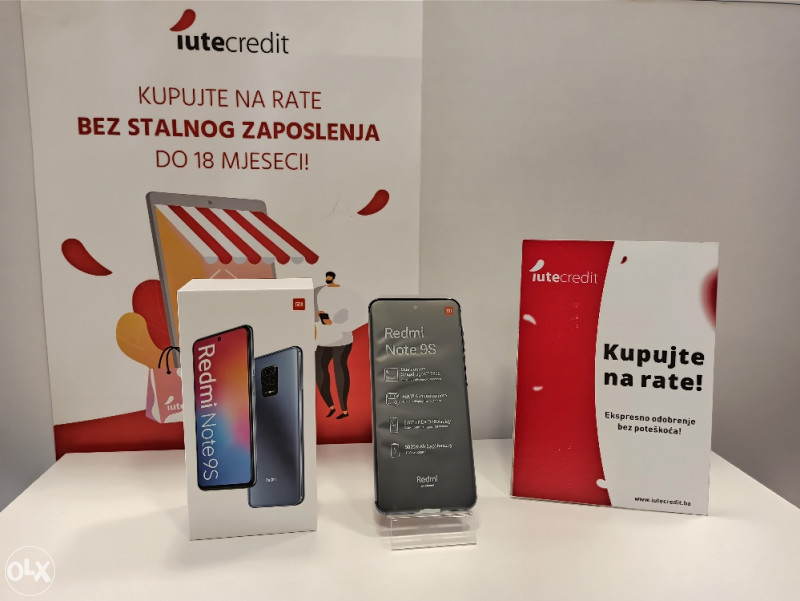 iutecredit
KUPUJTE NA RATE
BEZ STALNOG ZAPOSLENJA
DO 18 MJESECI!
iute
Redmi Note 9S
Redmi
Note 9S
Redmi
iutecredit
Kupujte
na rate!
Ekspresno odobrenje
bez poteškoća!
www.iutecredit.ba
OLX